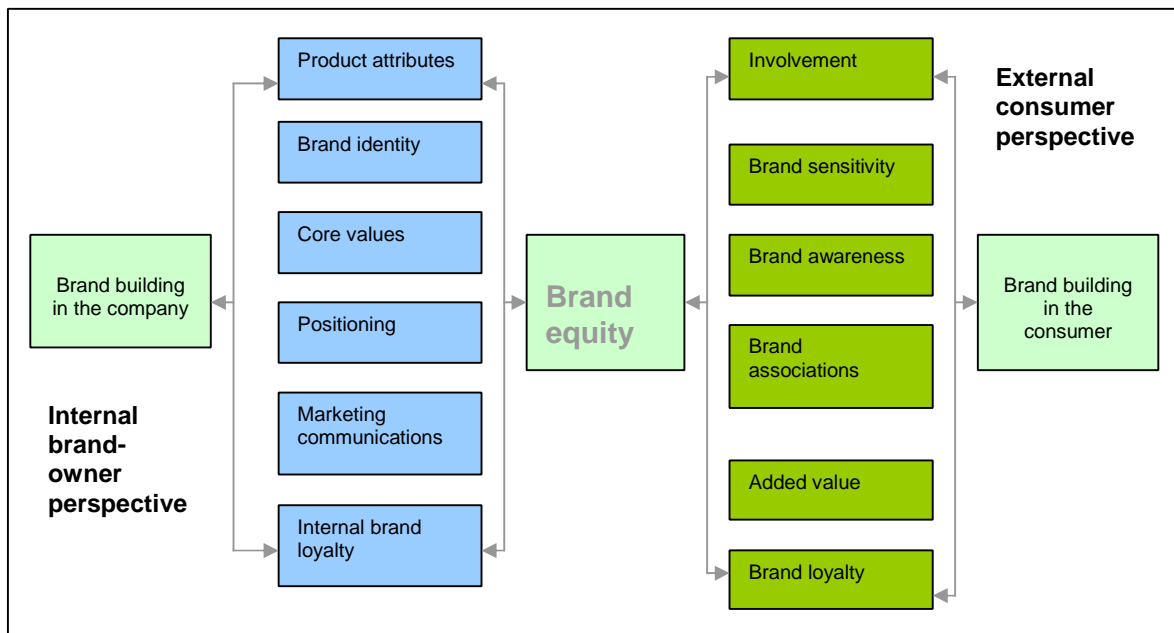 Product attributes
Brand identity
Core values
Positioning
Marketing
communications
Internal brand
loyalty
Brand building
in the company
Internal
brand-
owner
perspective
Brand
equity
Involvement
Brand sensitivity
Brand awareness
Brand
associations
Added value
Brand loyalty
External
consumer
perspective
Brand building
in the
consumer